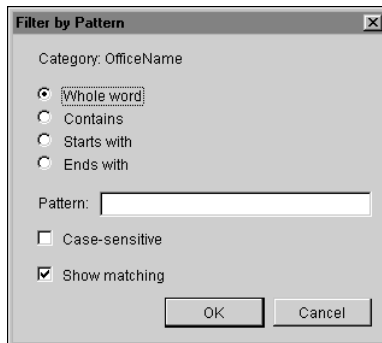 Filter by Pattern
Category: OfficeName
Whole word
Contains
Starts with
Ends with
Pattern:
Case-sensitive
Show matching
OK Cancel